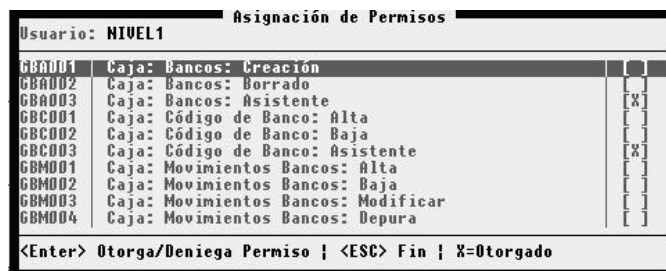 Asignación de Permisos
Usuario: NIVEL1
GBA001 | Caja: Bancos: Creación [ ]
GBA002 | Caja: Bancos: Borrado [ ]
GBA003 | Caja: Bancos: Asistente [X]
GBC001 | Caja: Código de Banco: Alta [ ]
GBC002 | Caja: Código de Banco: Baja [ ]
GBC003 | Caja: Código de Banco: Asistente [X]
GBM001 | Caja: Movimientos Bancos: Alta [ ]
GBM002 | Caja: Movimientos Bancos: Baja [ ]
GBM003 | Caja: Movimientos Bancos: Modificar [ ]
GBM004 | Caja: Movimientos Bancos: Depura [ ]
<Enter> Otorga/Deniega Permiso ¦ <ESC> Fin ¦ X=Otorgado